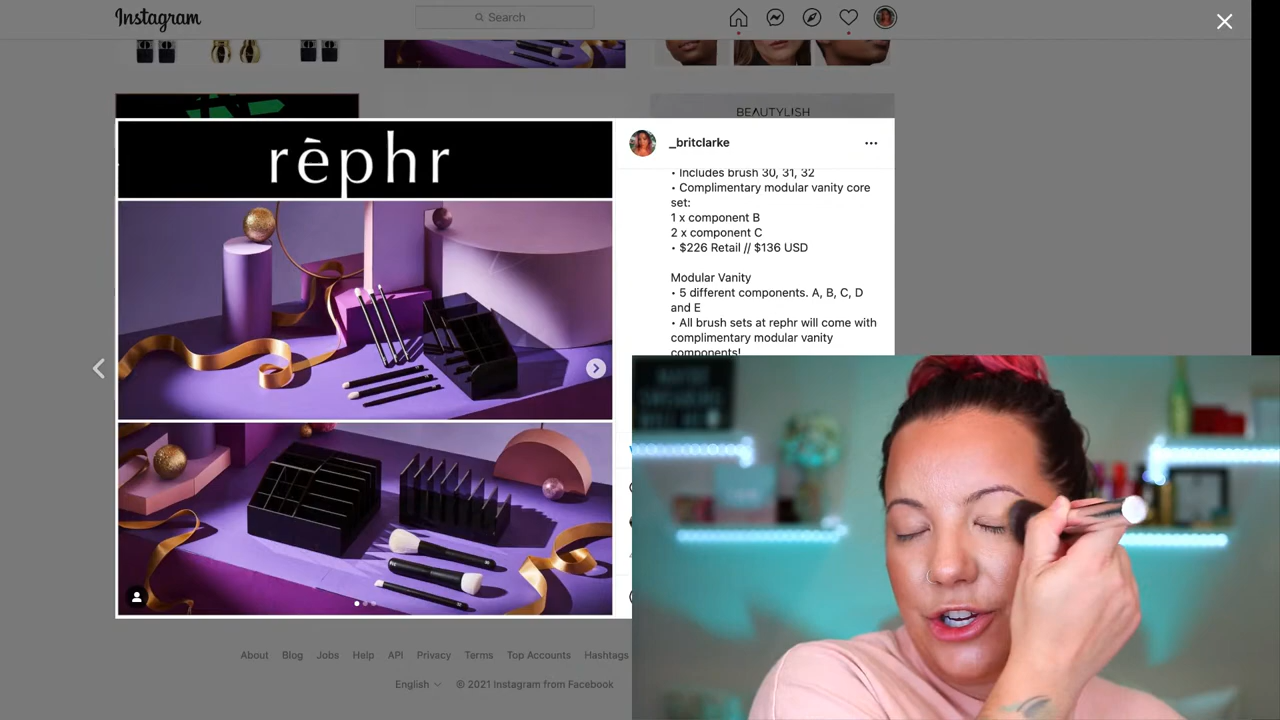 Instagram
Search
BEAUTYLISH
rēphr
_britclarke
• Includes brush 30, 31, 32
• Complimentary modular vanity core
set:
1 x component B
2 x component C
• $226 Retail // $136 USD
Modular Vanity
• 5 different components. A, B, C, D
and E
• All brush sets at rephr will come with
complimentary modular vanity
components!
About Blog Jobs Help API Privacy Terms Top Accounts Hashtags
English © 2021 Instagram from Facebook